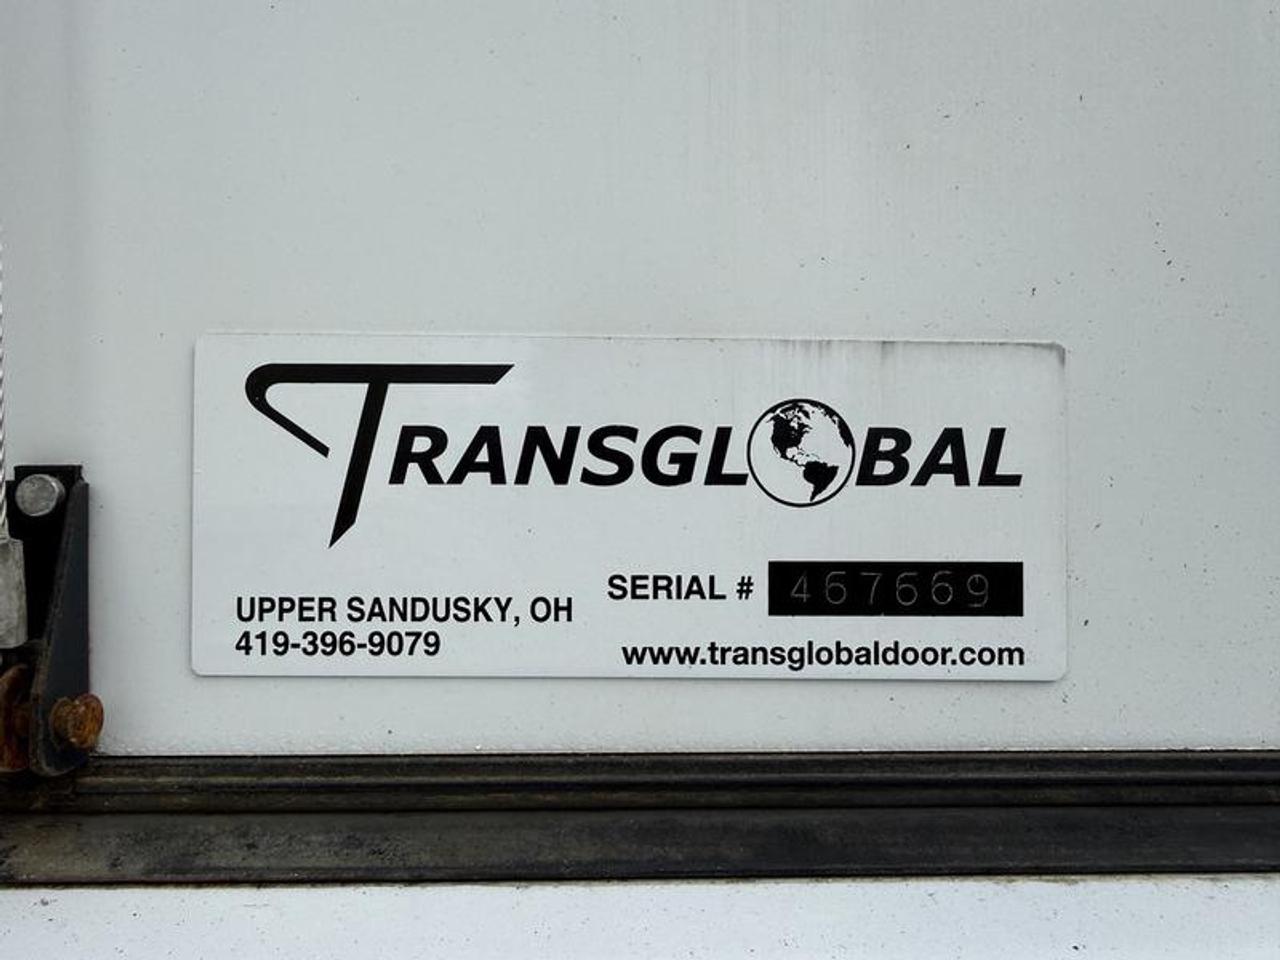 TRANSGLOBAL
SERIAL # 467669
UPPER SANDUSKY, OH
419-396-9079
www.transglobaldoor.com